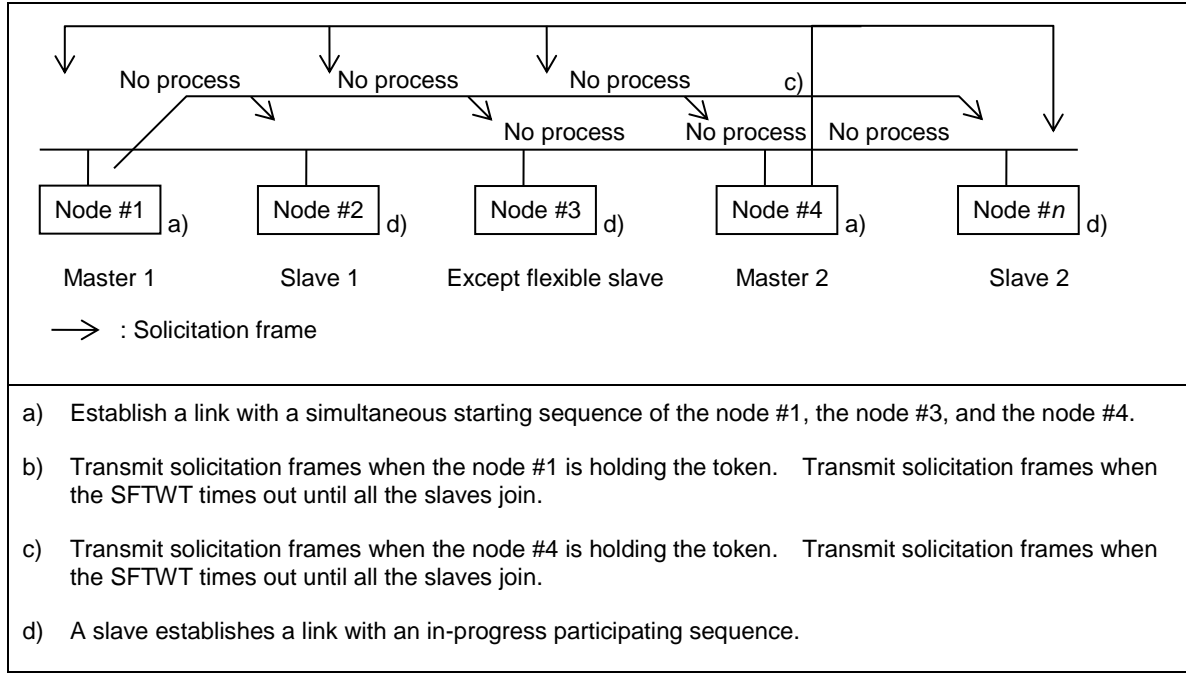 No process No process No process c)
No process No process No process
Node #1 a) Node #2 d) Node #3 d) Node #4 a) Node #n d)
Master 1 Slave 1 Except flexible slave Master 2 Slave 2
: Solicitation frame
a) Establish a link with a simultaneous starting sequence of the node #1, the node #3, and the node #4.
b) Transmit solicitation frames when the node #1 is holding the token. Transmit solicitation frames when
the SFTWT times out until all the slaves join.
c) Transmit solicitation frames when the node #4 is holding the token. Transmit solicitation frames when
the SFTWT times out until all the slaves join.
d) A slave establishes a link with an in-progress participating sequence.